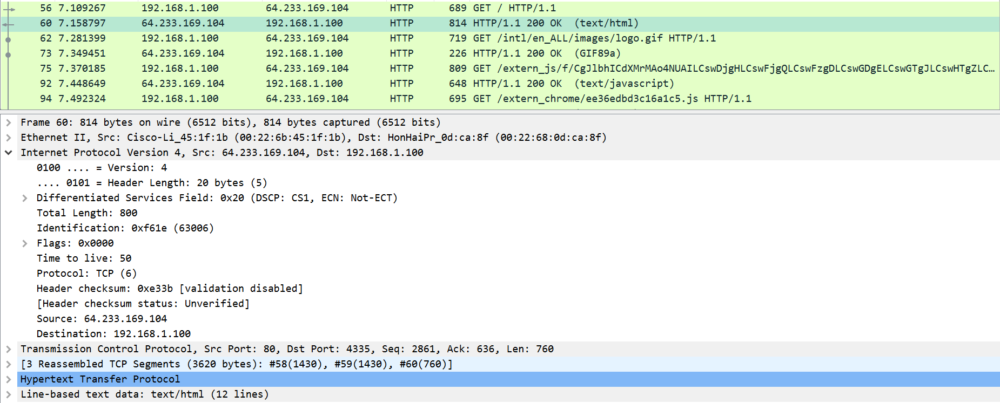 56 7.109267 192.168.1.100 64.233.169.104 HTTP 689 GET / HTTP/1.1
60 7.158797 64.233.169.104 192.168.1.100 HTTP 814 HTTP/1.1 200 OK  (text/html)
62 7.281399 192.168.1.100 64.233.169.104 HTTP 719 GET /intl/en_ALL/images/logo.gif HTTP/1.1
73 7.349451 64.233.169.104 192.168.1.100 HTTP 226 HTTP/1.1 200 OK  (GIF89a)
75 7.370185 192.168.1.100 64.233.169.104 HTTP 809 GET /extern_js/f/CgJlbhICdXMrMAo4NUAILCswDjgHLCswFjgQLCswFzgDLCswGDgELCswGTgJLCswHTgZLC…
92 7.448649 64.233.169.104 192.168.1.100 HTTP 648 HTTP/1.1 200 OK  (text/javascript)
94 7.492324 192.168.1.100 64.233.169.104 HTTP 695 GET /extern_chrome/ee36edbd3c16a1c5.js HTTP/1.1
Frame 60: 814 bytes on wire (6512 bits), 814 bytes captured (6512 bits)
Ethernet II, Src: Cisco-Li_45:1f:1b (00:22:6b:45:1f:1b), Dst: HonHaiPr_0d:ca:8f (00:22:68:0d:ca:8f)
Internet Protocol Version 4, Src: 64.233.169.104, Dst: 192.168.1.100
0100 .... = Version: 4
.... 0101 = Header Length: 20 bytes (5)
Differentiated Services Field: 0x20 (DSCP: CS1, ECN: Not-ECT)
Total Length: 800
Identification: 0xf61e (63006)
Flags: 0x0000
Time to live: 50
Protocol: TCP (6)
Header checksum: 0xe33b [validation disabled]
[Header checksum status: Unverified]
Source: 64.233.169.104
Destination: 192.168.1.100
Transmission Control Protocol, Src Port: 80, Dst Port: 4335, Seq: 2861, Ack: 636, Len: 760
[3 Reassembled TCP Segments (3620 bytes): #58(1430), #59(1430), #60(760)]
Hypertext Transfer Protocol
Line-based text data: text/html (12 lines)